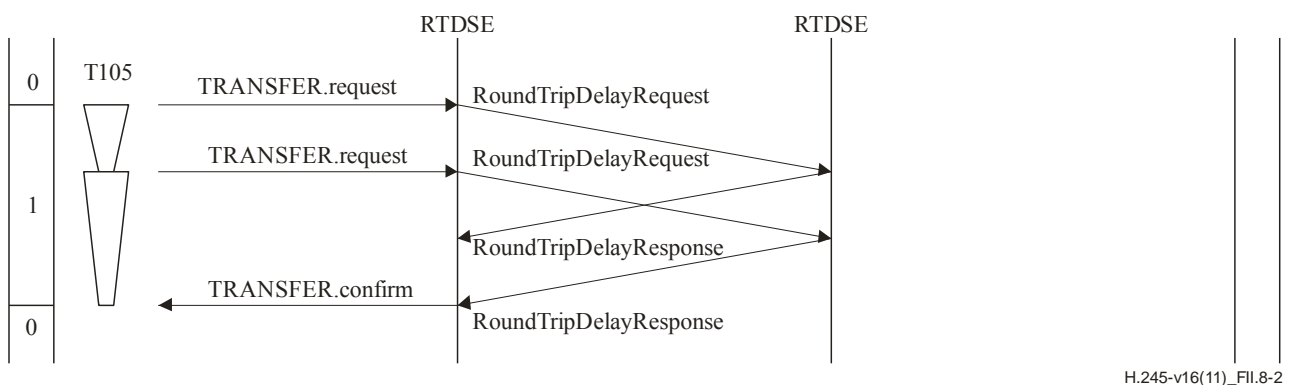 RTDSE RTDSE
0 T105
TRANSFER.request RoundTripDelayRequest
TRANSFER.request RoundTripDelayRequest
1
RoundTripDelayResponse
TRANSFER.confirm
0 RoundTripDelayResponse
H.245-v16(11)_FII.8-2